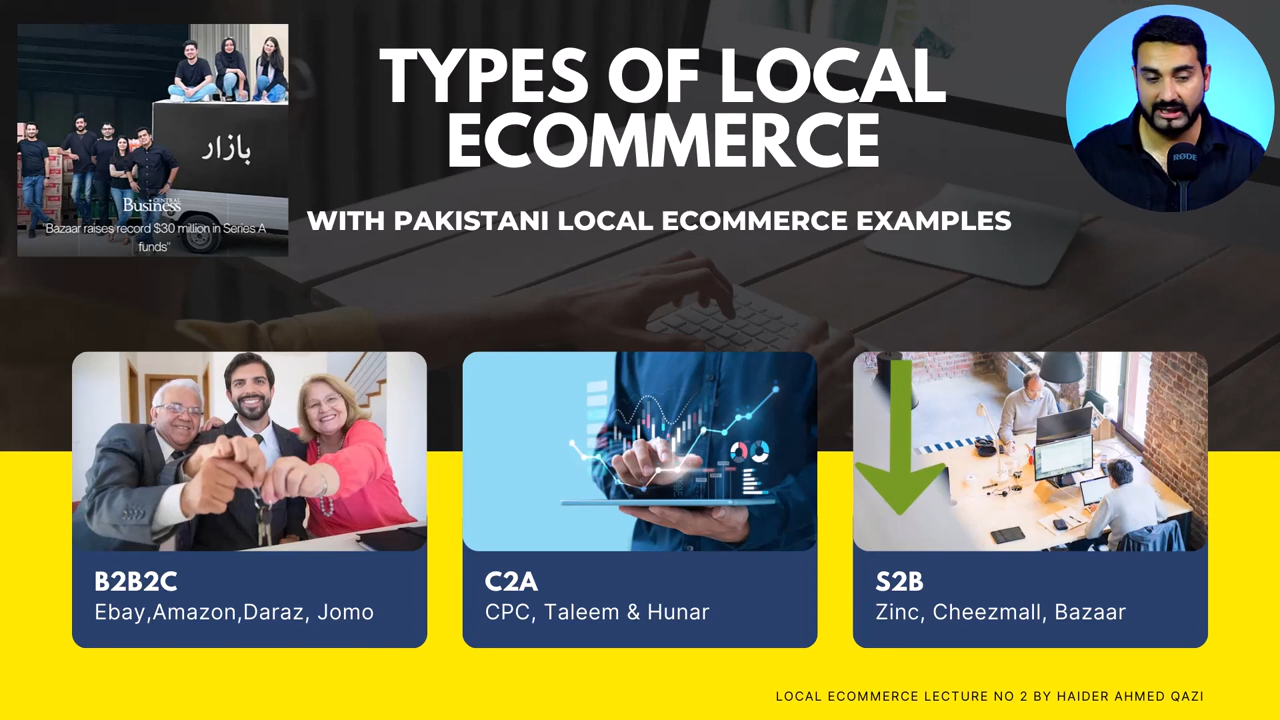 TYPES OF LOCAL
ECOMMERCE
WITH PAKISTANI LOCAL ECOMMERCE EXAMPLES
بازار
CENTRAL
Business
"Bazaar raises record $30 million in Series A
funds"
RØDE
B2B2C
Ebay,Amazon,Daraz, Jomo
C2A
CPC, Taleem & Hunar
S2B
Zinc, Cheezmall, Bazaar
LOCAL ECOMMERCE LECTURE NO 2 BY HAIDER AHMED QAZI